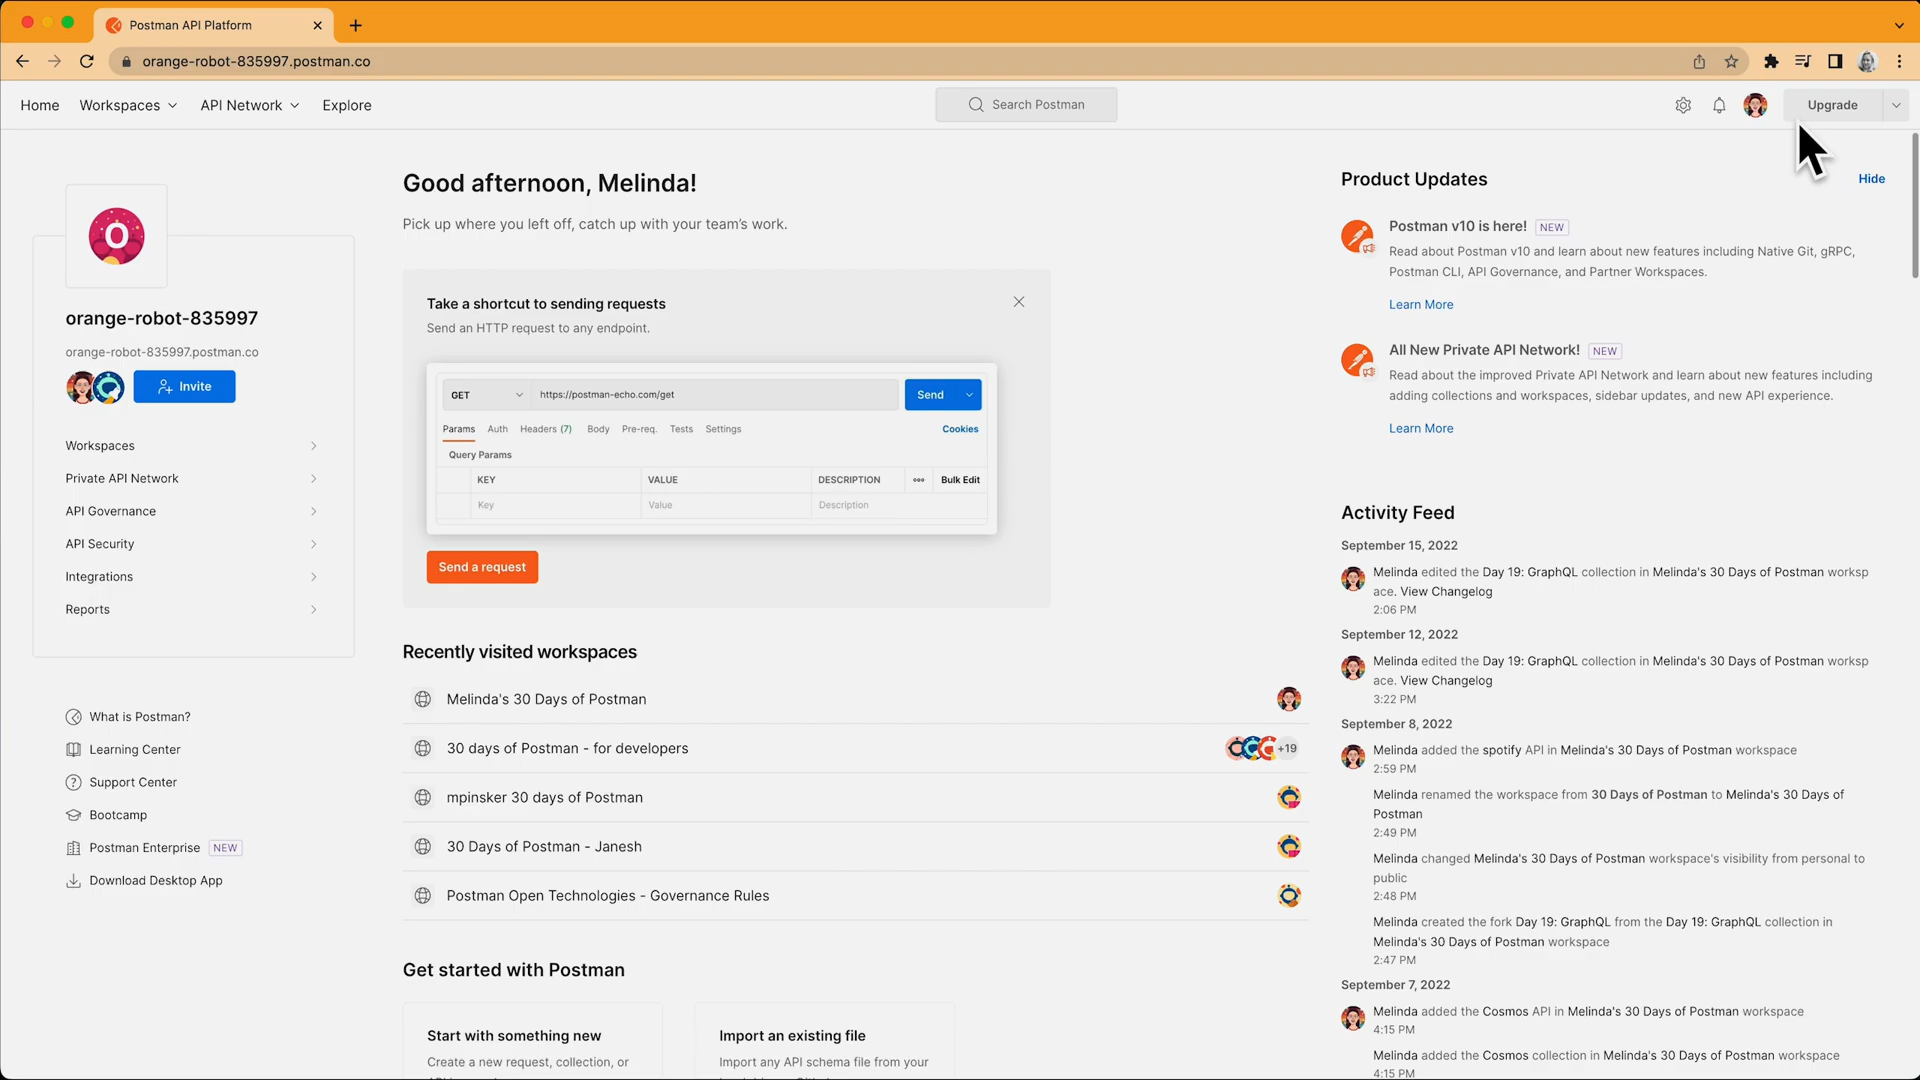 Postman API Platform
orange-robot-835997.postman.co
Home Workspaces API Network Explore
Search Postman
Upgrade
O
orange-robot-835997
orange-robot-835997.postman.co
Invite
Workspaces
Private API Network
API Governance
API Security
Integrations
Reports
What is Postman?
Learning Center
Support Center
Bootcamp
Postman Enterprise NEW
Download Desktop App
Good afternoon, Melinda!
Pick up where you left off, catch up with your team's work.
Take a shortcut to sending requests
Send an HTTP request to any endpoint.
GET https://postman-echo.com/get Send
Params Auth Headers (7) Body Pre-req. Tests Settings Cookies
Query Params
KEY VALUE DESCRIPTION Bulk Edit
Key Value Description
Send a request
Recently visited workspaces
Melinda's 30 Days of Postman
30 days of Postman - for developers +19
mpinsker 30 days of Postman
30 Days of Postman - Janesh
Postman Open Technologies - Governance Rules
Get started with Postman
Start with something new
Create a new request, collection, or
Import an existing file
Import any API schema file from your
Product Updates Hide
Postman v10 is here! NEW
Read about Postman v10 and learn about new features including Native Git, gRPC,
Postman CLI, API Governance, and Partner Workspaces.
Learn More
All New Private API Network! NEW
Read about the improved Private API Network and learn about new features including
adding collections and workspaces, sidebar updates, and new API experience.
Learn More
Activity Feed
September 15, 2022
Melinda edited the Day 19: GraphQL collection in Melinda's 30 Days of Postman worksp
ace. View Changelog
2:06 PM
September 12, 2022
Melinda edited the Day 19: GraphQL collection in Melinda's 30 Days of Postman worksp
ace. View Changelog
3:22 PM
September 8, 2022
Melinda added the spotify API in Melinda's 30 Days of Postman workspace
2:59 PM
Melinda renamed the workspace from 30 Days of Postman to Melinda's 30 Days of
Postman
2:49 PM
Melinda changed Melinda's 30 Days of Postman workspace's visibility from personal to
public
2:48 PM
Melinda created the fork Day 19: GraphQL from the Day 19: GraphQL collection in
Melinda's 30 Days of Postman workspace
2:47 PM
September 7, 2022
Melinda added the Cosmos API in Melinda's 30 Days of Postman workspace
4:15 PM
Melinda added the Cosmos collection in Melinda's 30 Days of Postman workspace
4:15 PM